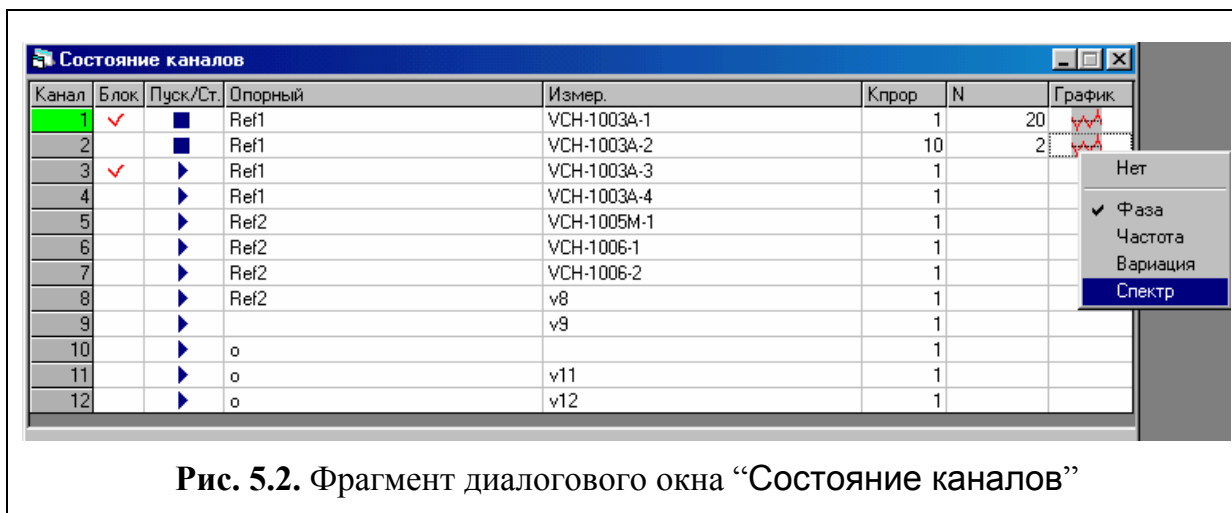 Состояние каналов
Канал Блок Пуск/Ст. Опорный Измер. Кпрор N График
1 Ref1 VCH-1003A-1 1 20
2 Ref1 VCH-1003A-2 10 2
3 Ref1 VCH-1003A-3 1
4 Ref1 VCH-1003A-4 1
5 Ref2 VCH-1005M-1 1
6 Ref2 VCH-1006-1 1
7 Ref2 VCH-1006-2 1
8 Ref2 v8 1
9 v9 1
10 o 1
11 o v11 1
12 o v12 1
Нет
Фаза
Частота
Вариация
Спектр
Рис. 5.2. Фрагмент диалогового окна “Состояние каналов”